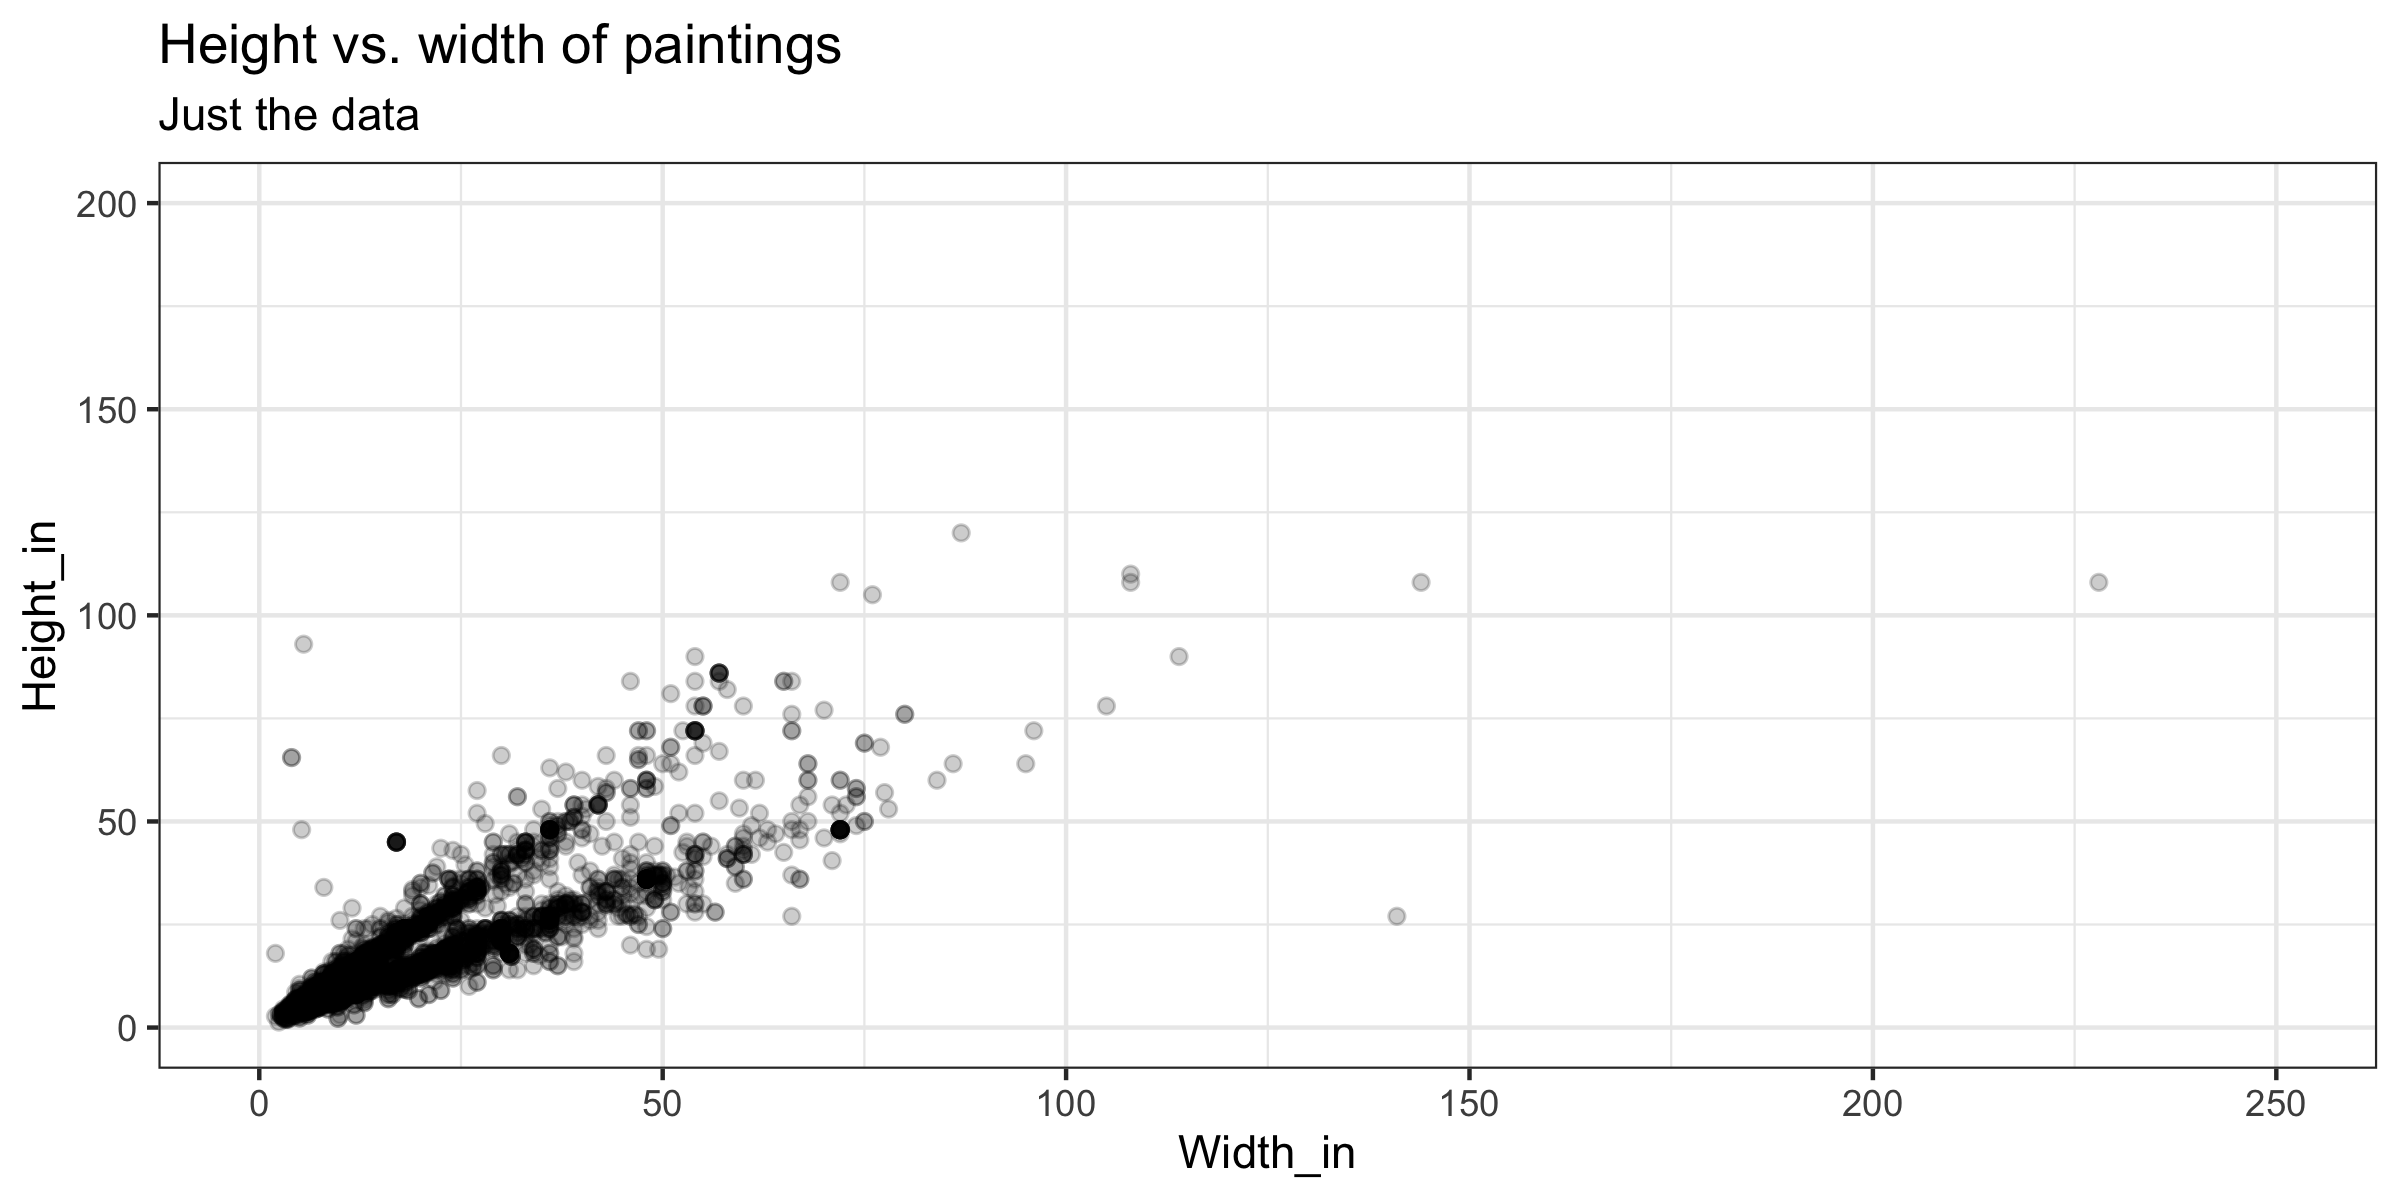 Height vs. width of paintings
Just the data
200
150
100
50
0
Height_in
0 50 100 150 200 250
Width_in